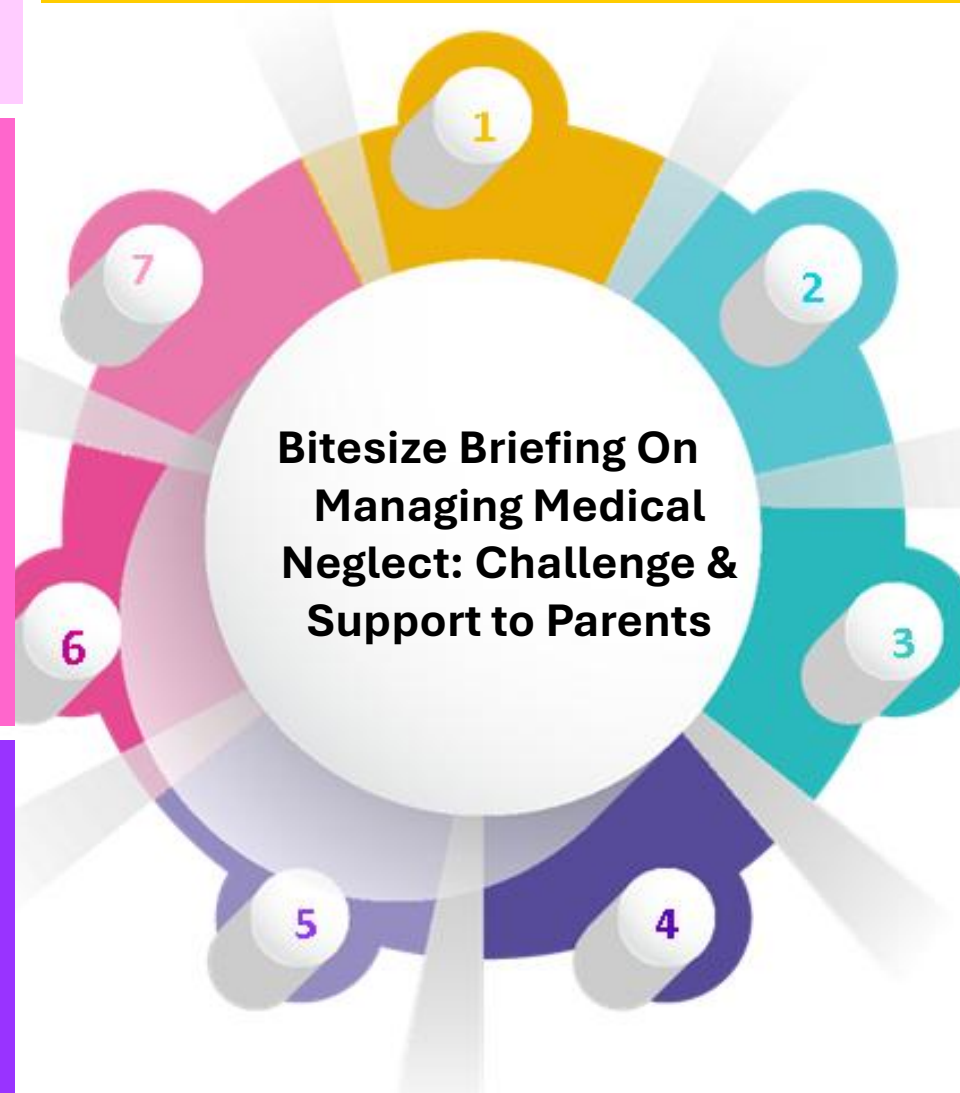 1
2
3
4
5
6
7
Bitesize Briefing On
Managing Medical
Neglect: Challenge &
Support to Parents